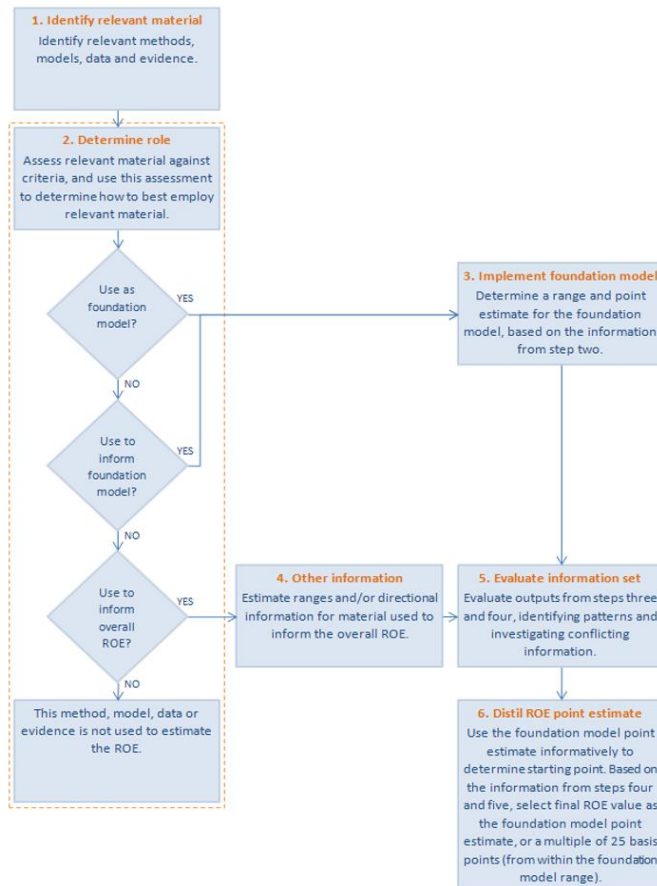 1. Identify relevant material
Identify relevant methods,
models, data and evidence.
2. Determine role
Assess relevant material against
criteria, and use this assessment
to determine how to best employ
relevant material.
Use as
foundation
model?
YES
NO
3. Implement foundation model
Determine a range and point
estimate for the foundation
model, based on the information
from step two.
Use to
inform
foundation
model?
YES
NO
Use to
inform
overall
ROE?
YES
NO
4. Other information
Estimate ranges and/or directional
information for material used to
inform the overall ROE.
5. Evaluate information set
Evaluate outputs from steps three
and four, identifying patterns and
investigating conflicting
information.
This method, model, data or
evidence is not used to estimate
the ROE.
6. Distil ROE point estimate
Use the foundation model point
estimate informatively to
determine starting point. Based on
the information from steps four
and five, select final ROE value as
the foundation model point
estimate, or a multiple of 25 basis
points (from within the foundation
model range).